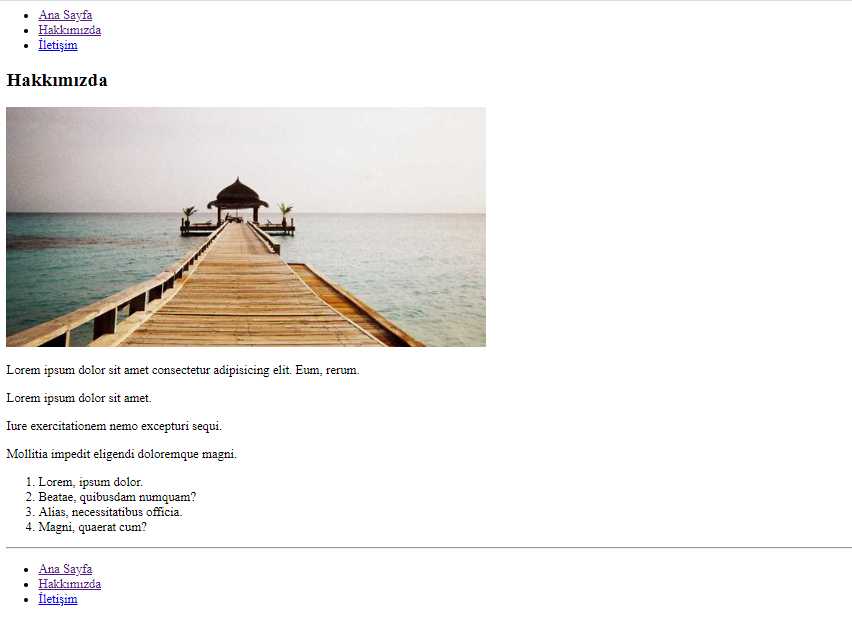 Ana Sayfa
Hakkımızda
İletişim
Hakkımızda
Lorem ipsum dolor sit amet consectetur adipisicing elit. Eum, rerum.
Lorem ipsum dolor sit amet.
Iure exercitationem nemo excepturi sequi.
Mollitia impedit eligendi doloremque magni.
1. Lorem, ipsum dolor.
2. Beatae, quibusdam numquam?
3. Alias, necessitatibus officia.
4. Magni, quaerat cum?
Ana Sayfa
Hakkımızda
İletişim